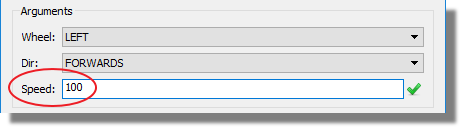 Arguments
Wheel: LEFT
Dir: FORWARDS
Speed: 100